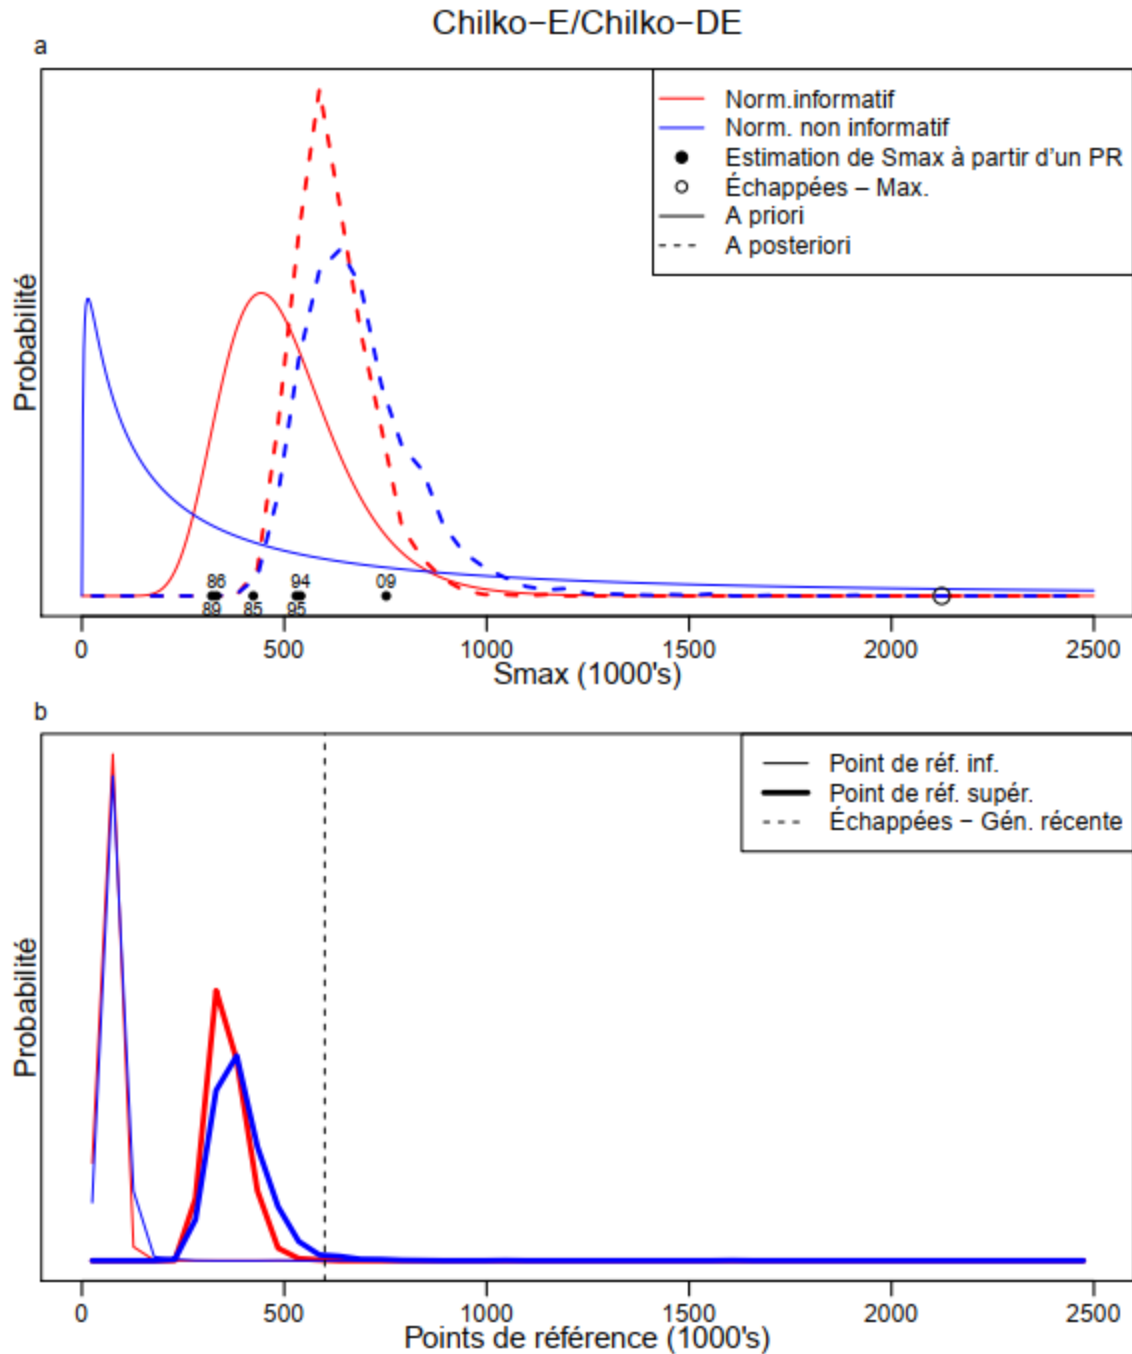 Chilko−E/Chilko−DE
a
Norm.informatif
Norm. non informatif
Estimation de Smax à partir d'un PR
Échappées – Max.
A priori
A posteriori
Probabilité
86
94
09
89
85
95
0
500
1000
1500
2000
2500
Smax (1000's)
b
Point de réf. inf.
Point de réf. supér.
Échappées − Gén. récente
Probabilité
0
500
1000
1500
2000
2500
Points de référence (1000's)